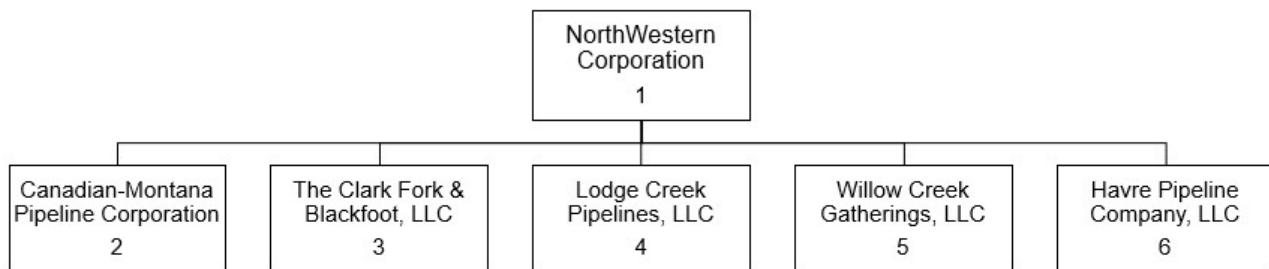 NorthWestern
Corporation
1
Canadian-Montana
Pipeline Corporation
2
The Clark Fork &
Blackfoot, LLC
3
Lodge Creek
Pipelines, LLC
4
Willow Creek
Gatherings, LLC
5
Havre Pipeline
Company, LLC
6